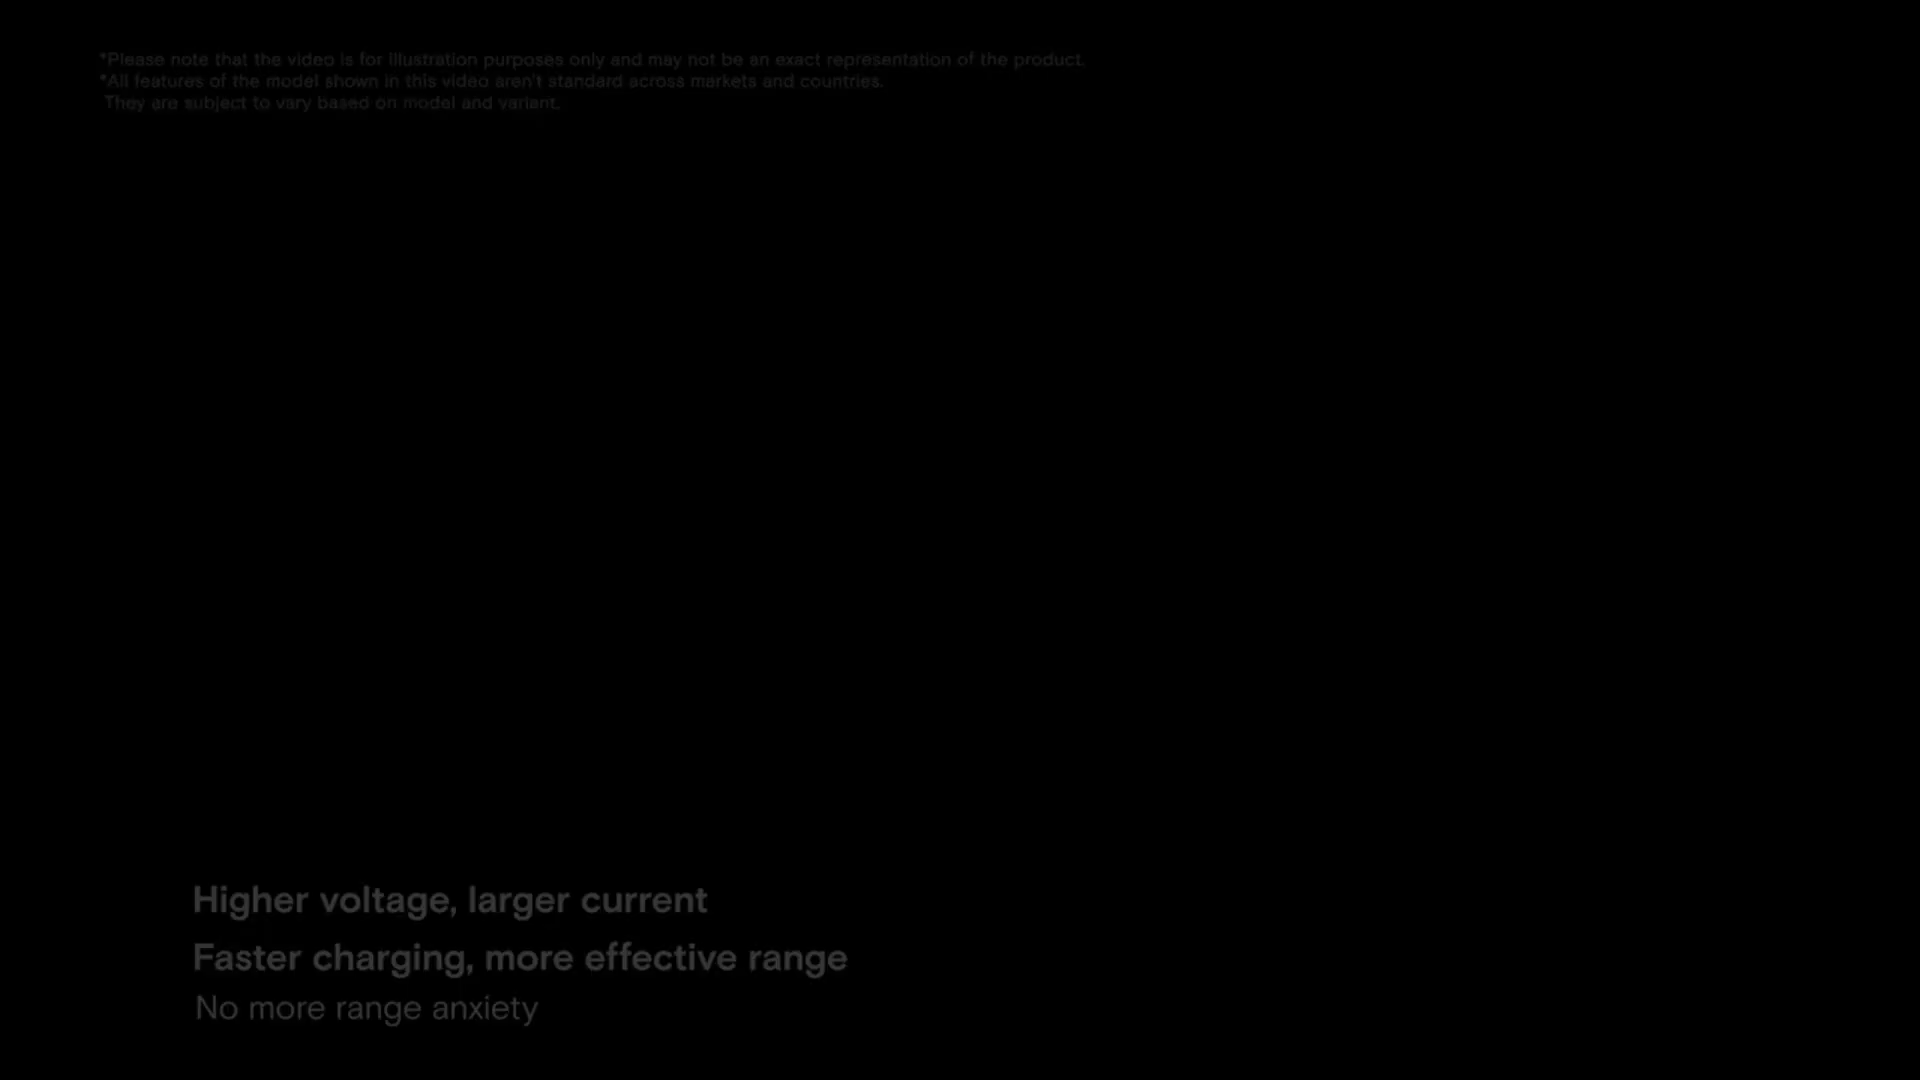 *Please note that the video is for illustration purposes only and may not be an exact representation of the product.
*All features of the model shown in this video aren't standard across markets and countries.
They are subject to vary based on model and variant.
Higher voltage, larger current
Faster charging, more effective range
No more range anxiety